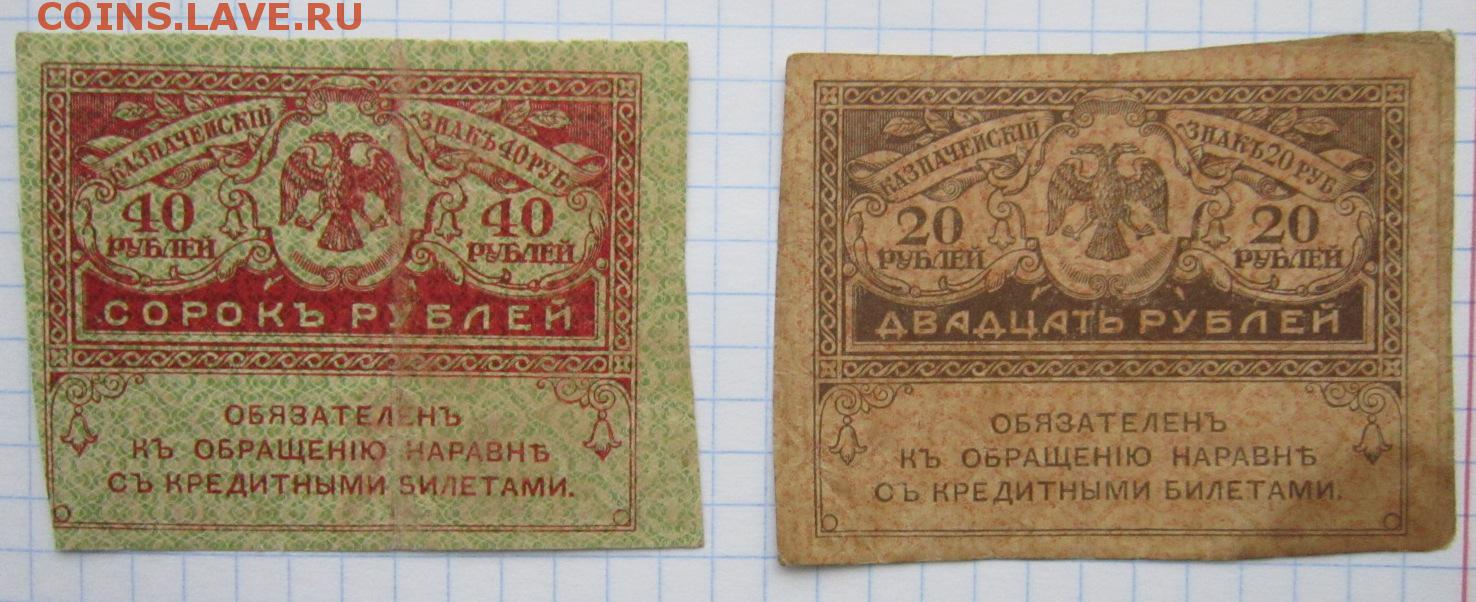 COINS.LAVE.RU
КАЗНАЧЕЙСКІЙ ЗНАКЪ 40 РУБ
40 40
РУБЛЕЙ РУБЛЕЙ
СОРОКЪ РУБЛЕЙ
ОБЯЗАТЕЛЕНЪ
КЪ ОБРАЩЕНІЮ НАРАВНѢ
СЪ КРЕДИТНЫМИ БИЛЕТАМИ.
КАЗНАЧЕЙСКІЙ ЗНАКЪ 20 РУБ
20 20
РУБЛЕЙ РУБЛЕЙ
ДВАДЦАТЬ РУБЛЕЙ
ОБЯЗАТЕЛЕНЪ
КЪ ОБРАЩЕНІЮ НАРАВНѢ
СЪ КРЕДИТНЫМИ БИЛЕТАМИ.